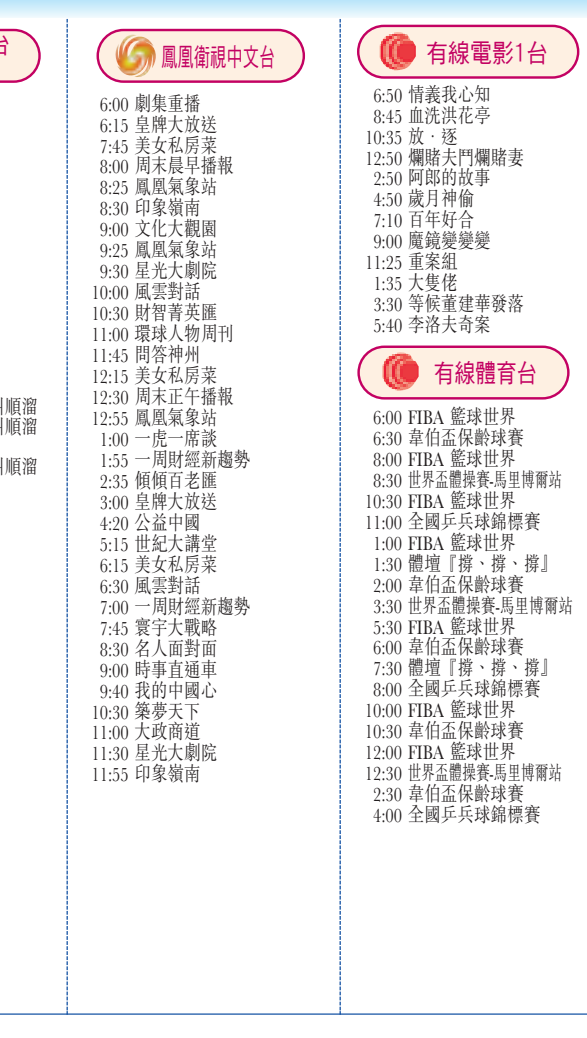 台
州順溜
州順溜
州順溜
鳳凰衛視中文台
6:00 劇集重播
6:15 皇牌大放送
7:45 美女私房菜
8:00 周末晨早播報
8:25 鳳凰氣象站
8:30 印象嶺南
9:00 文化大觀園
9:25 鳳凰氣象站
9:30 星光大劇院
10:00 風雲對話
10:30 財智菁英匯
11:00 環球人物周刊
11:45 問答神州
12:15 美女私房菜
12:30 周末正午播報
12:55 鳳凰氣象站
1:00 一虎一席談
1:55 一周財經新趨勢
2:35 傾傾百老匯
3:00 皇牌大放送
4:20 公益中國
5:15 世紀大講堂
6:15 美女私房菜
6:30 風雲對話
7:00 一周財經新趨勢
7:45 寰宇大戰略
8:30 名人面對面
9:00 時事直通車
9:40 我的中國心
10:30 築夢天下
11:00 大政商道
11:30 星光大劇院
11:55 印象嶺南
有線電影1台
6:50 情義我心知
8:45 血洗洪花亭
10:35 放‧逐
12:50 爛賭夫鬥爛賭妻
2:50 阿郎的故事
4:50 歲月神偷
7:10 百年好合
9:00 魔鏡變變變
11:25 重案組
1:35 大隻佬
3:30 等候董建華發落
5:40 李洛夫奇案
有線體育台
6:00 FIBA 籃球世界
6:30 韋伯盃保齡球賽
8:00 FIBA 籃球世界
8:30 世界盃體操賽-馬里博爾站
10:30 FIBA 籃球世界
11:00 全國乒乓球錦標賽
1:00 FIBA 籃球世界
1:30 體壇『撐、撐、撐』
2:00 韋伯盃保齡球賽
3:30 世界盃體操賽-馬里博爾站
5:30 FIBA 籃球世界
6:00 韋伯盃保齡球賽
7:30 體壇『撐、撐、撐』
8:00 全國乒乓球錦標賽
10:00 FIBA 籃球世界
10:30 韋伯盃保齡球賽
12:00 FIBA 籃球世界
12:30 世界盃體操賽-馬里博爾站
2:30 韋伯盃保齡球賽
4:00 全國乒乓球錦標賽